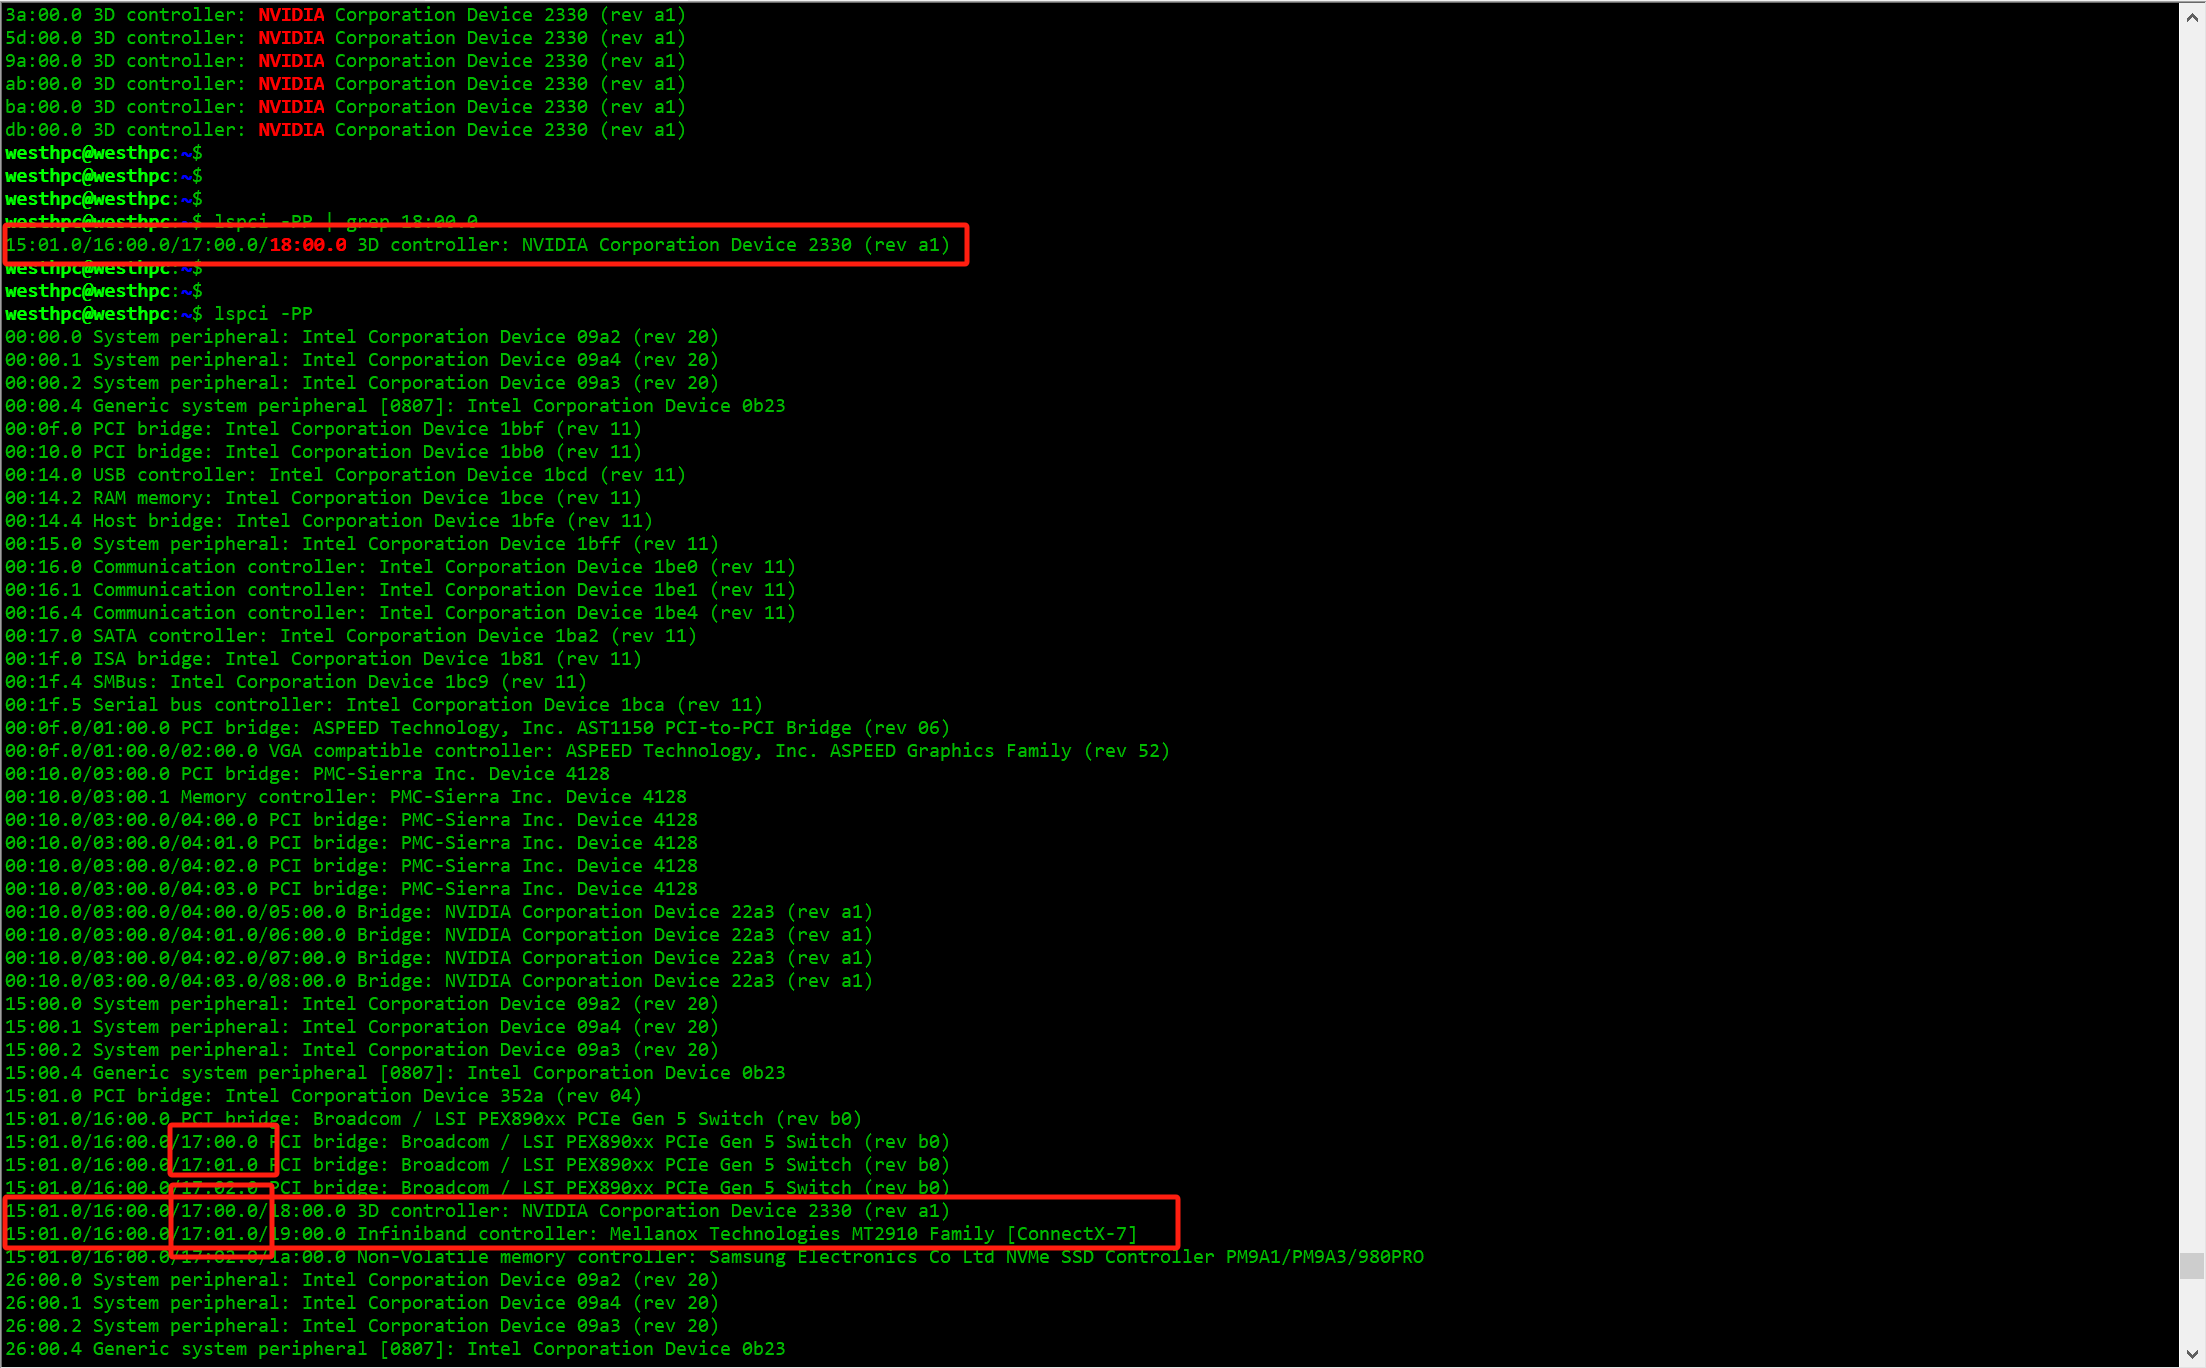 3a:00.0 3D controller: NVIDIA Corporation Device 2330 (rev a1)
5d:00.0 3D controller: NVIDIA Corporation Device 2330 (rev a1)
9a:00.0 3D controller: NVIDIA Corporation Device 2330 (rev a1)
ab:00.0 3D controller: NVIDIA Corporation Device 2330 (rev a1)
ba:00.0 3D controller: NVIDIA Corporation Device 2330 (rev a1)
db:00.0 3D controller: NVIDIA Corporation Device 2330 (rev a1)
westhpc@westhpc:~$
westhpc@westhpc:~$
westhpc@westhpc:~$
westhpc@westhpc:~$ lspci -PP | grep 18:00.0
15:01.0/16:00.0/17:00.0/18:00.0 3D controller: NVIDIA Corporation Device 2330 (rev a1)
westhpc@westhpc:~$
westhpc@westhpc:~$
westhpc@westhpc:~$ lspci -PP
00:00.0 System peripheral: Intel Corporation Device 09a2 (rev 20)
00:00.1 System peripheral: Intel Corporation Device 09a4 (rev 20)
00:00.2 System peripheral: Intel Corporation Device 09a3 (rev 20)
00:00.4 Generic system peripheral [0807]: Intel Corporation Device 0b23
00:0f.0 PCI bridge: Intel Corporation Device 1bbf (rev 11)
00:10.0 PCI bridge: Intel Corporation Device 1bb0 (rev 11)
00:14.0 USB controller: Intel Corporation Device 1bcd (rev 11)
00:14.2 RAM memory: Intel Corporation Device 1bce (rev 11)
00:14.4 Host bridge: Intel Corporation Device 1bfe (rev 11)
00:15.0 System peripheral: Intel Corporation Device 1bff (rev 11)
00:16.0 Communication controller: Intel Corporation Device 1be0 (rev 11)
00:16.1 Communication controller: Intel Corporation Device 1be1 (rev 11)
00:16.4 Communication controller: Intel Corporation Device 1be4 (rev 11)
00:17.0 SATA controller: Intel Corporation Device 1ba2 (rev 11)
00:1f.0 ISA bridge: Intel Corporation Device 1b81 (rev 11)
00:1f.4 SMBus: Intel Corporation Device 1bc9 (rev 11)
00:1f.5 Serial bus controller: Intel Corporation Device 1bca (rev 11)
00:0f.0/01:00.0 PCI bridge: ASPEED Technology, Inc. AST1150 PCI-to-PCI Bridge (rev 06)
00:0f.0/01:00.0/02:00.0 VGA compatible controller: ASPEED Technology, Inc. ASPEED Graphics Family (rev 52)
00:10.0/03:00.0 PCI bridge: PMC-Sierra Inc. Device 4128
00:10.0/03:00.1 Memory controller: PMC-Sierra Inc. Device 4128
00:10.0/03:00.0/04:00.0 PCI bridge: PMC-Sierra Inc. Device 4128
00:10.0/03:00.0/04:01.0 PCI bridge: PMC-Sierra Inc. Device 4128
00:10.0/03:00.0/04:02.0 PCI bridge: PMC-Sierra Inc. Device 4128
00:10.0/03:00.0/04:03.0 PCI bridge: PMC-Sierra Inc. Device 4128
00:10.0/03:00.0/04:00.0/05:00.0 Bridge: NVIDIA Corporation Device 22a3 (rev a1)
00:10.0/03:00.0/04:01.0/06:00.0 Bridge: NVIDIA Corporation Device 22a3 (rev a1)
00:10.0/03:00.0/04:02.0/07:00.0 Bridge: NVIDIA Corporation Device 22a3 (rev a1)
00:10.0/03:00.0/04:03.0/08:00.0 Bridge: NVIDIA Corporation Device 22a3 (rev a1)
15:00.0 System peripheral: Intel Corporation Device 09a2 (rev 20)
15:00.1 System peripheral: Intel Corporation Device 09a4 (rev 20)
15:00.2 System peripheral: Intel Corporation Device 09a3 (rev 20)
15:00.4 Generic system peripheral [0807]: Intel Corporation Device 0b23
15:01.0 PCI bridge: Intel Corporation Device 352a (rev 04)
15:01.0/16:00.0 PCI bridge: Broadcom / LSI PEX890xx PCIe Gen 5 Switch (rev b0)
15:01.0/16:00.0/17:00.0 PCI bridge: Broadcom / LSI PEX890xx PCIe Gen 5 Switch (rev b0)
15:01.0/16:00.0/17:01.0 PCI bridge: Broadcom / LSI PEX890xx PCIe Gen 5 Switch (rev b0)
15:01.0/16:00.0/17:02.0 PCI bridge: Broadcom / LSI PEX890xx PCIe Gen 5 Switch (rev b0)
15:01.0/16:00.0/17:00.0/18:00.0 3D controller: NVIDIA Corporation Device 2330 (rev a1)
15:01.0/16:00.0/17:01.0/19:00.0 Infiniband controller: Mellanox Technologies MT2910 Family [ConnectX-7]
15:01.0/16:00.0/17:02.0/1a:00.0 Non-Volatile memory controller: Samsung Electronics Co Ltd NVMe SSD Controller PM9A1/PM9A3/980PRO
26:00.0 System peripheral: Intel Corporation Device 09a2 (rev 20)
26:00.1 System peripheral: Intel Corporation Device 09a4 (rev 20)
26:00.2 System peripheral: Intel Corporation Device 09a3 (rev 20)
26:00.4 Generic system peripheral [0807]: Intel Corporation Device 0b23